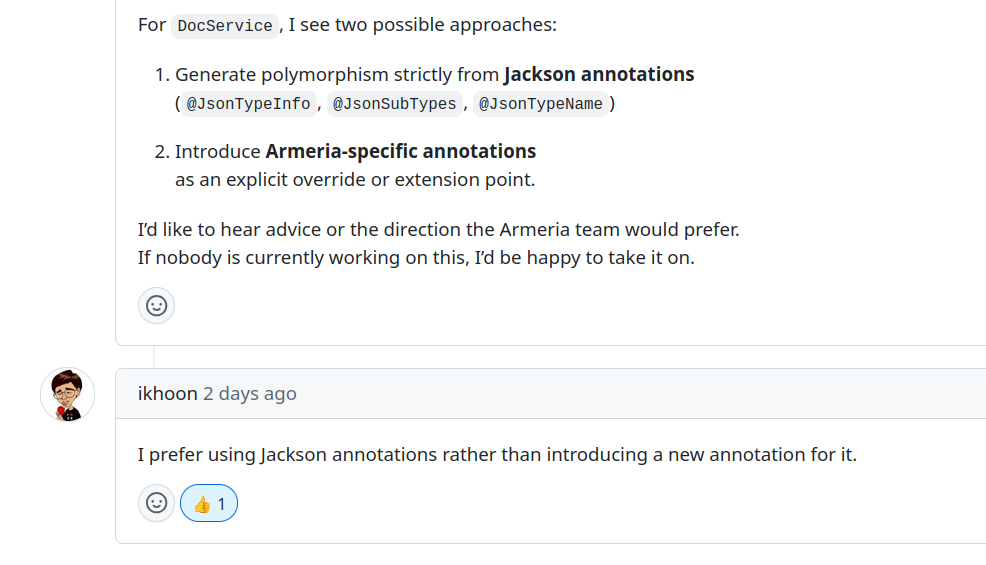 For DocService, I see two possible approaches:
1. Generate polymorphism strictly from Jackson annotations
(@JsonTypeInfo, @JsonSubTypes, @JsonTypeName)
2. Introduce Armeria-specific annotations
as an explicit override or extension point.
I’d like to hear advice or the direction the Armeria team would prefer.
If nobody is currently working on this, I’d be happy to take it on.
ikhoon 2 days ago
I prefer using Jackson annotations rather than introducing a new annotation for it.
👍 1